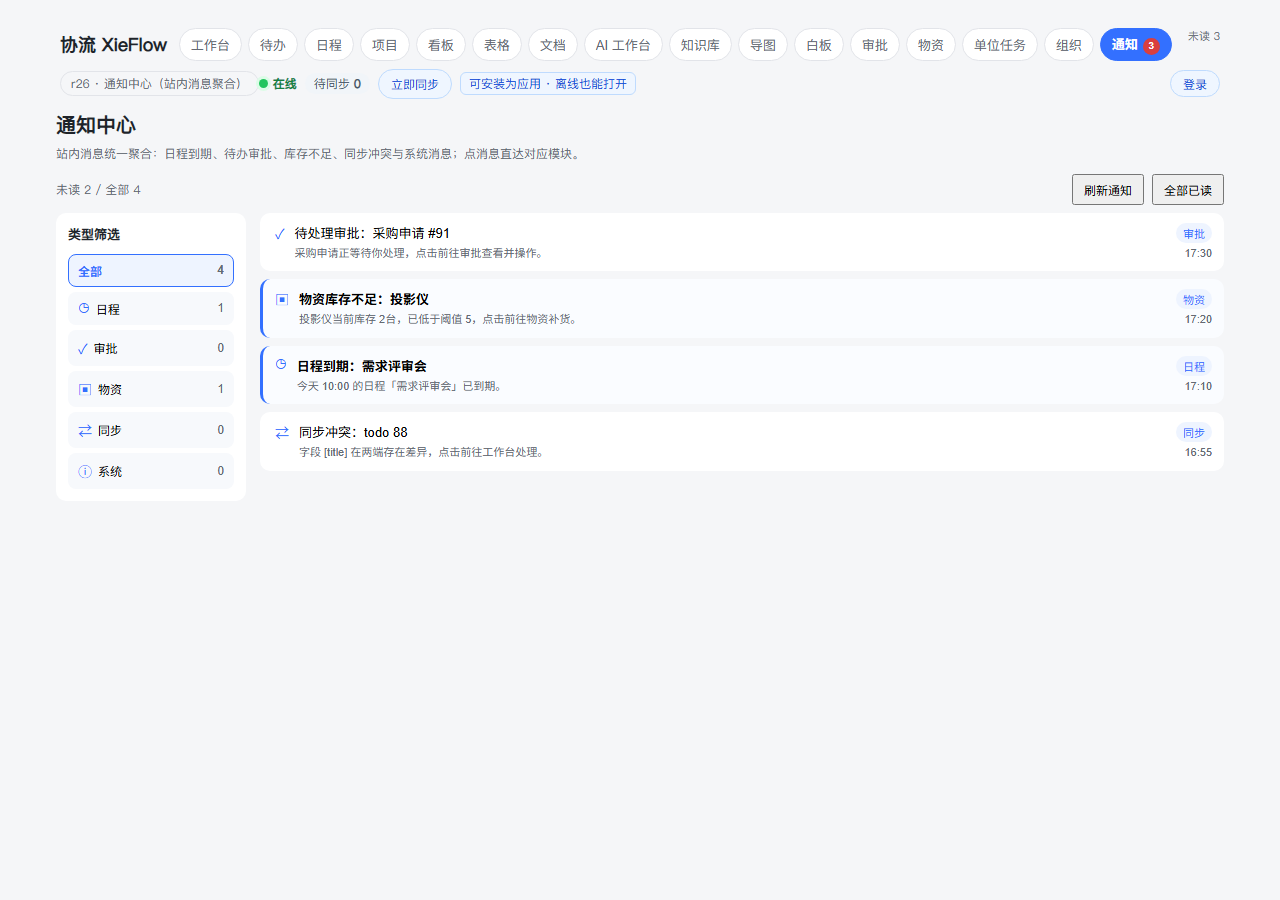 协流 XieFlow 工作台 待办 日程 项目 看板 表格 文档 AI 工作台 知识库 导图 白板 审批 物资 单位任务 组织 通知 3 未读 3
r26 · 通知中心（站内消息聚合） 在线 待同步 0 立即同步 可安装为应用 · 离线也能打开 登录
通知中心
站内消息统一聚合：日程到期、待办审批、库存不足、同步冲突与系统消息；点消息直达对应模块。
未读 2 / 全部 4 刷新通知 全部已读
类型筛选
全部 4
日程 1
审批 0
物资 1
同步 0
系统 0
待处理审批：采购申请 #91 审批
采购申请正等待你处理，点击前往审批查看并操作。 17:30
物资库存不足：投影仪 物资
投影仪当前库存 2台，已低于阈值 5，点击前往物资补货。 17:20
日程到期：需求评审会 日程
今天 10:00 的日程「需求评审会」已到期。 17:10
同步冲突：todo 88 同步
字段 [title] 在两端存在差异，点击前往工作台处理。 16:55